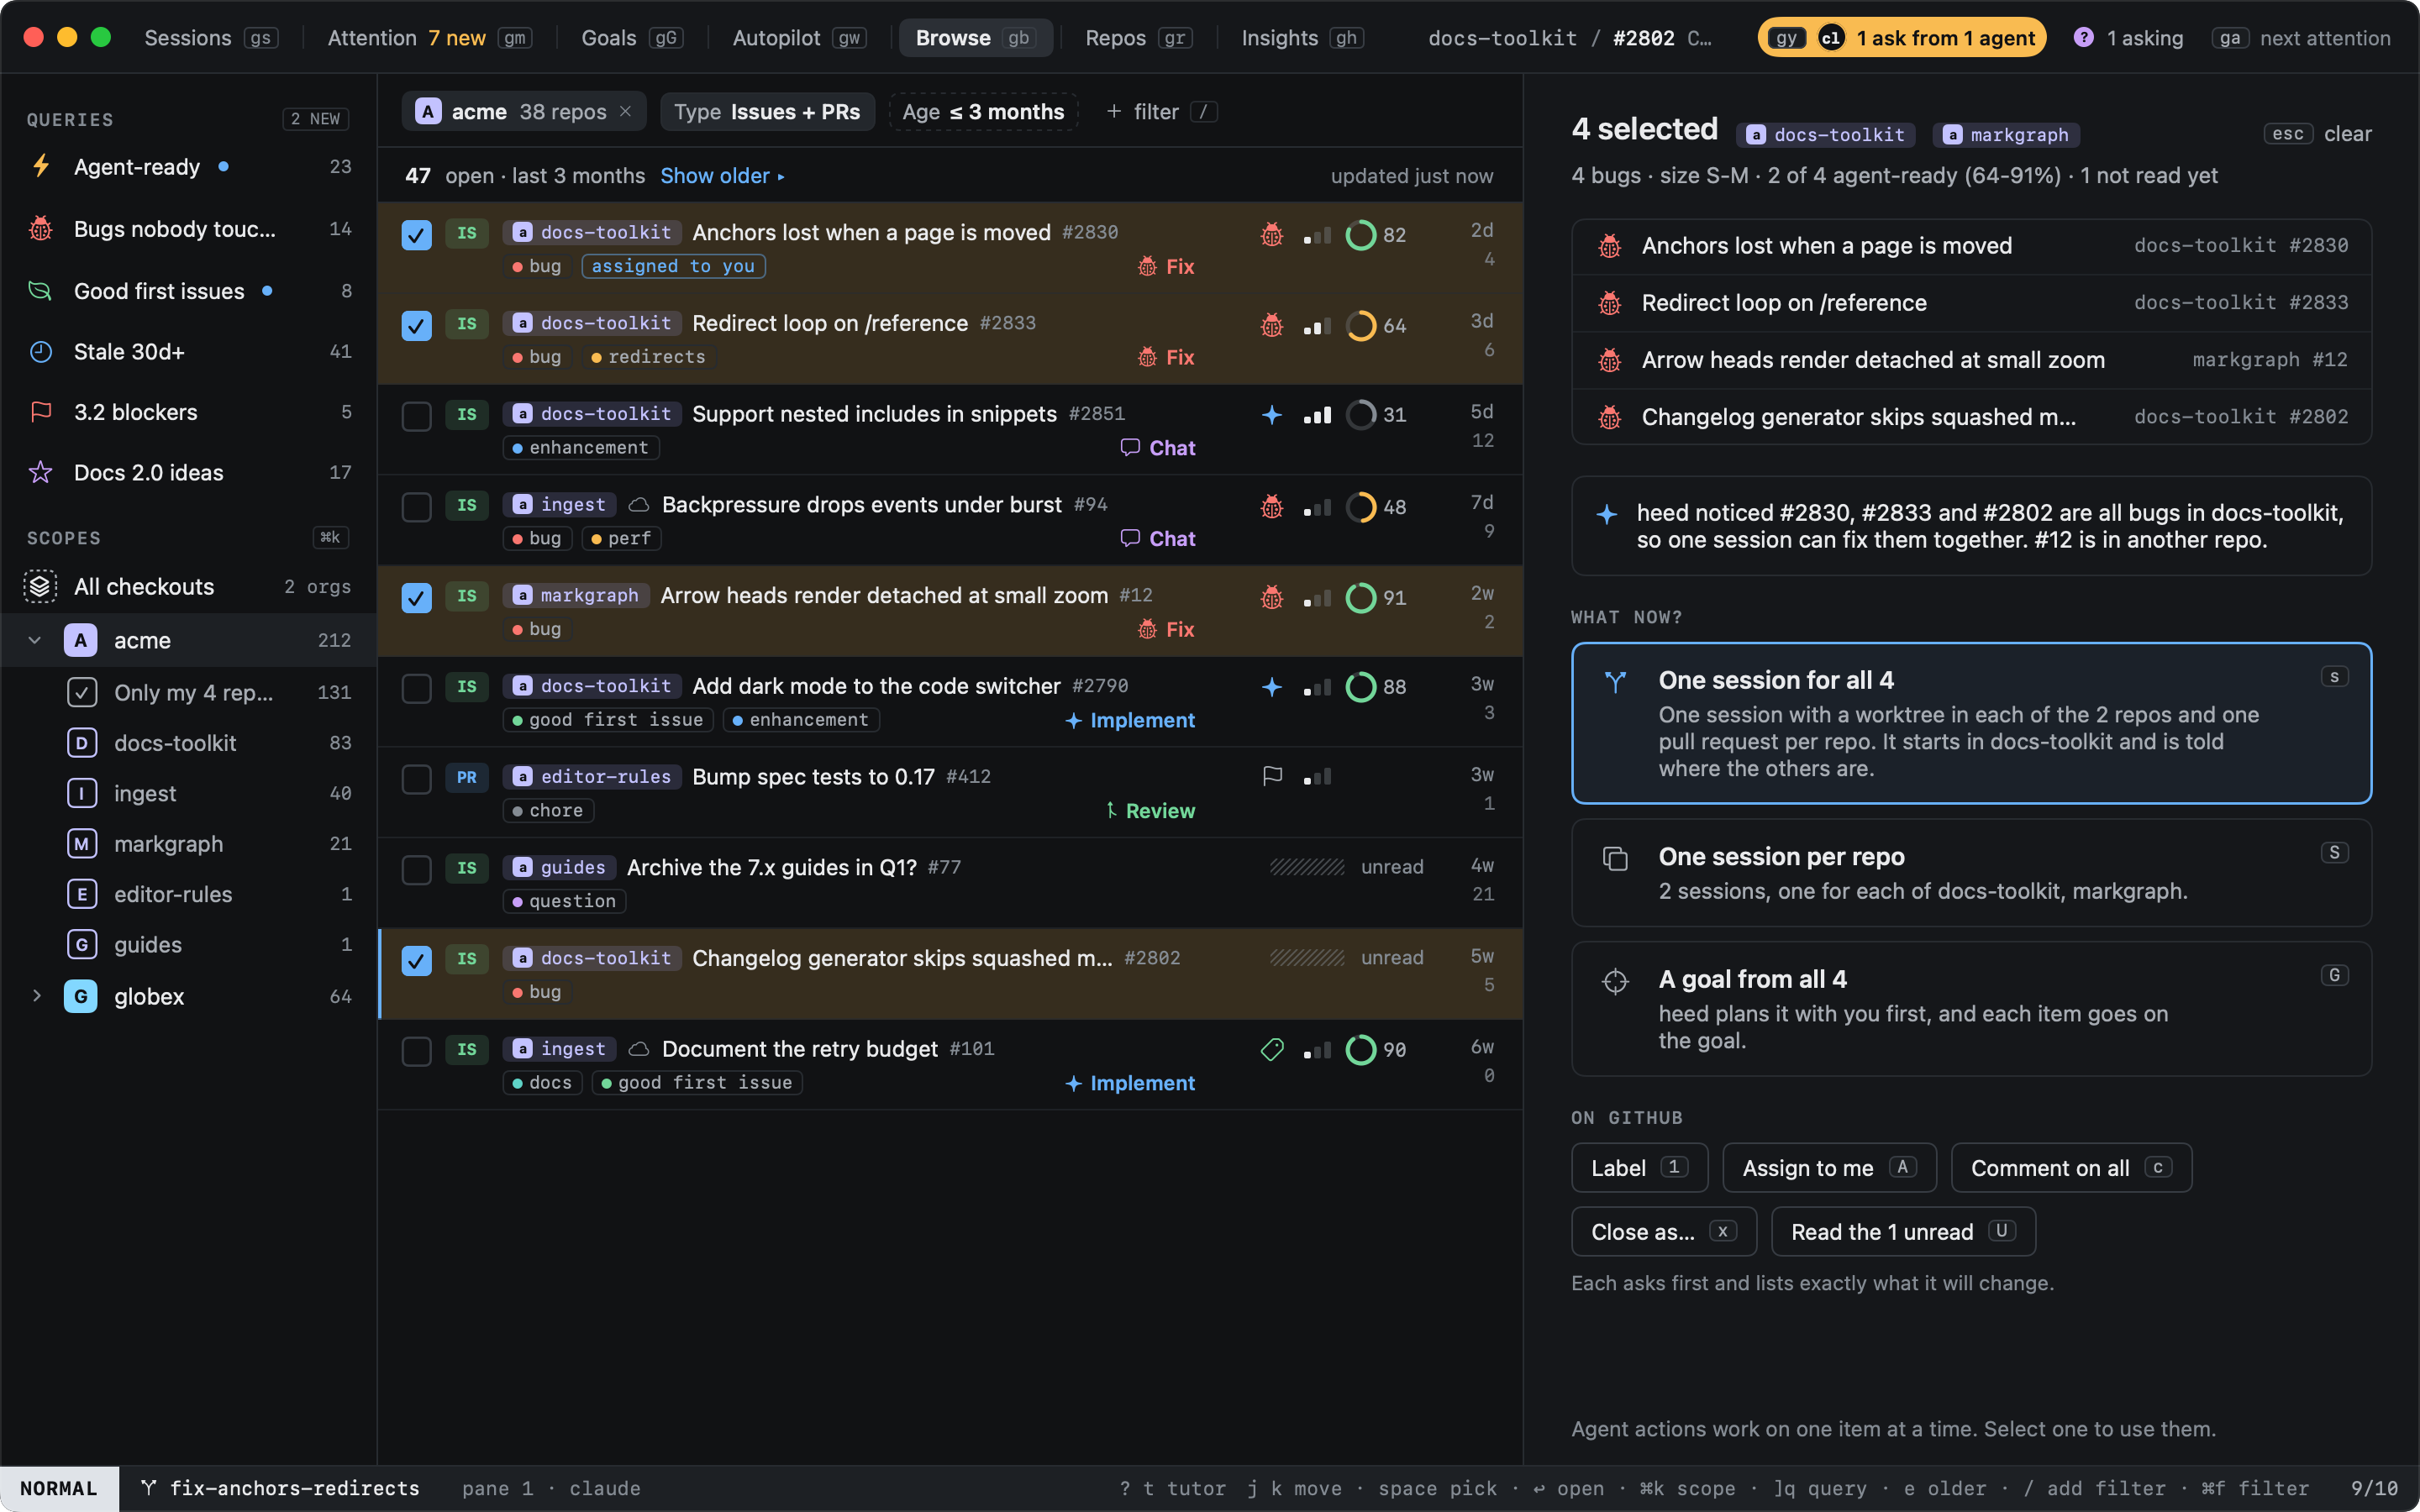 Sessions gs Attention 7 new gm Goals gG Autopilot gw Browse gb Repos gr Insights gh docs-toolkit / #2802 C… gy cl 1 ask from 1 agent ? 1 asking ga next attention
QUERIES 2 NEW
Agent-ready 23
Bugs nobody touc… 14
Good first issues 8
Stale 30d+ 41
3.2 blockers 5
Docs 2.0 ideas 17
SCOPES ⌘k
All checkouts 2 orgs
A acme 212
Only my 4 rep… 131
D docs-toolkit 83
I ingest 40
M markgraph 21
E editor-rules 1
G guides 1
G globex 64
A acme 38 repos × Type Issues + PRs Age ≤ 3 months + filter /
47 open · last 3 months Show older ▸ updated just now
IS a docs-toolkit Anchors lost when a page is moved #2830 82 2d
bug assigned to you Fix 4
IS a docs-toolkit Redirect loop on /reference #2833 64 3d
bug redirects Fix 6
IS a docs-toolkit Support nested includes in snippets #2851 31 5d
enhancement Chat 12
IS a ingest Backpressure drops events under burst #94 48 7d
bug perf Chat 9
IS a markgraph Arrow heads render detached at small zoom #12 91 2w
bug Fix 2
IS a docs-toolkit Add dark mode to the code switcher #2790 88 3w
good first issue enhancement Implement 3
PR a editor-rules Bump spec tests to 0.17 #412 3w
chore Review 1
IS a guides Archive the 7.x guides in Q1? #77 unread 4w
question 21
IS a docs-toolkit Changelog generator skips squashed m… #2802 unread 5w
bug 5
IS a ingest Document the retry budget #101 90 6w
docs good first issue Implement 0
4 selected a docs-toolkit a markgraph esc clear
4 bugs · size S-M · 2 of 4 agent-ready (64-91%) · 1 not read yet
Anchors lost when a page is moved docs-toolkit #2830
Redirect loop on /reference docs-toolkit #2833
Arrow heads render detached at small zoom markgraph #12
Changelog generator skips squashed m… docs-toolkit #2802
heed noticed #2830, #2833 and #2802 are all bugs in docs-toolkit,
so one session can fix them together. #12 is in another repo.
WHAT NOW?
One session for all 4 s
One session with a worktree in each of the 2 repos and one
pull request per repo. It starts in docs-toolkit and is told
where the others are.
One session per repo S
2 sessions, one for each of docs-toolkit, markgraph.
A goal from all 4 G
heed plans it with you first, and each item goes on
the goal.
ON GITHUB
Label l Assign to me A Comment on all c
Close as… x Read the 1 unread U
Each asks first and lists exactly what it will change.
Agent actions work on one item at a time. Select one to use them.
NORMAL fix-anchors-redirects pane 1 · claude ? t tutor j k move · space pick · ↩ open · ⌘k scope · ]q query · e older · / add filter · ⌘f filter 9/10